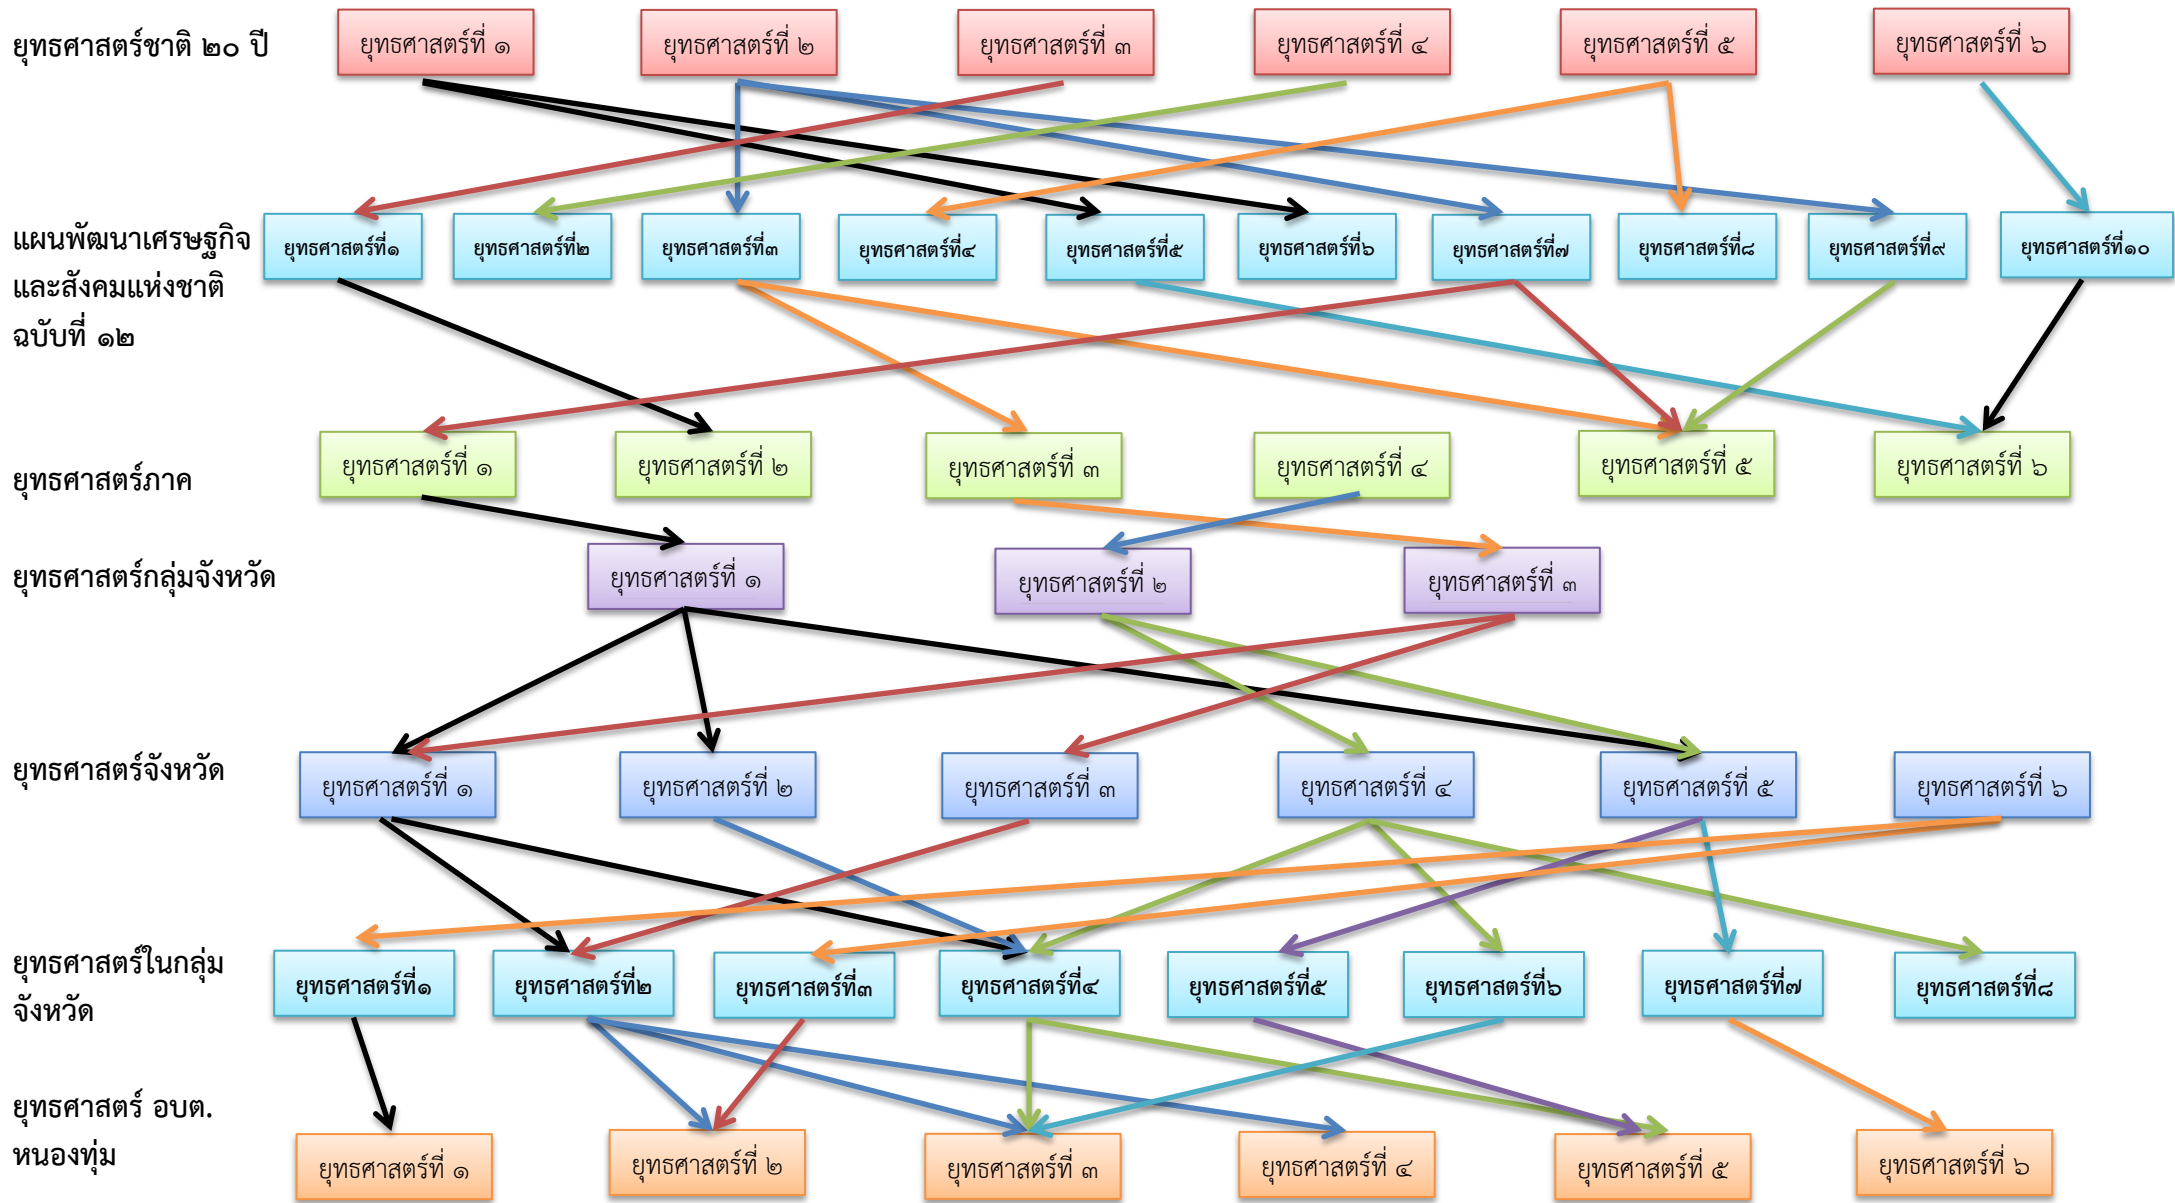 ยุทธศาสตร์ชาติ ๒๐ ปี
ยุทธศาสตร์ที่ ๑
ยุทธศาสตร์ที่ ๒
ยุทธศาสตร์ที่ ๓
ยุทธศาสตร์ที่ ๔
ยุทธศาสตร์ที่ ๕
ยุทธศาสตร์ที่ ๖
แผนพัฒนาเศรษฐกิจ
และสังคมแห่งชาติ
ฉบับที่ ๑๒
ยุทธศาสตร์ที่๑
ยุทธศาสตร์ที่๒
ยุทธศาสตร์ที่๓
ยุทธศาสตร์ที่๔
ยุทธศาสตร์ที่๕
ยุทธศาสตร์ที่๖
ยุทธศาสตร์ที่๗
ยุทธศาสตร์ที่๘
ยุทธศาสตร์ที่๙
ยุทธศาสตร์ที่๑๐
ยุทธศาสตร์ภาค
ยุทธศาสตร์ที่ ๑
ยุทธศาสตร์ที่ ๒
ยุทธศาสตร์ที่ ๓
ยุทธศาสตร์ที่ ๔
ยุทธศาสตร์ที่ ๕
ยุทธศาสตร์ที่ ๖
ยุทธศาสตร์กลุ่มจังหวัด
ยุทธศาสตร์ที่ ๑
ยุทธศาสตร์ที่ ๒
ยุทธศาสตร์ที่ ๓
ยุทธศาสตร์จังหวัด
ยุทธศาสตร์ที่ ๑
ยุทธศาสตร์ที่ ๒
ยุทธศาสตร์ที่ ๓
ยุทธศาสตร์ที่ ๔
ยุทธศาสตร์ที่ ๕
ยุทธศาสตร์ที่ ๖
ยุทธศาสตร์ในกลุ่ม
จังหวัด
ยุทธศาสตร์ที่๑
ยุทธศาสตร์ที่๒
ยุทธศาสตร์ที่๓
ยุทธศาสตร์ที่๔
ยุทธศาสตร์ที่๕
ยุทธศาสตร์ที่๖
ยุทธศาสตร์ที่๗
ยุทธศาสตร์ที่๘
ยุทธศาสตร์ อบต.
หนองทุ่ม
ยุทธศาสตร์ที่ ๑
ยุทธศาสตร์ที่ ๒
ยุทธศาสตร์ที่ ๓
ยุทธศาสตร์ที่ ๔
ยุทธศาสตร์ที่ ๕
ยุทธศาสตร์ที่ ๖